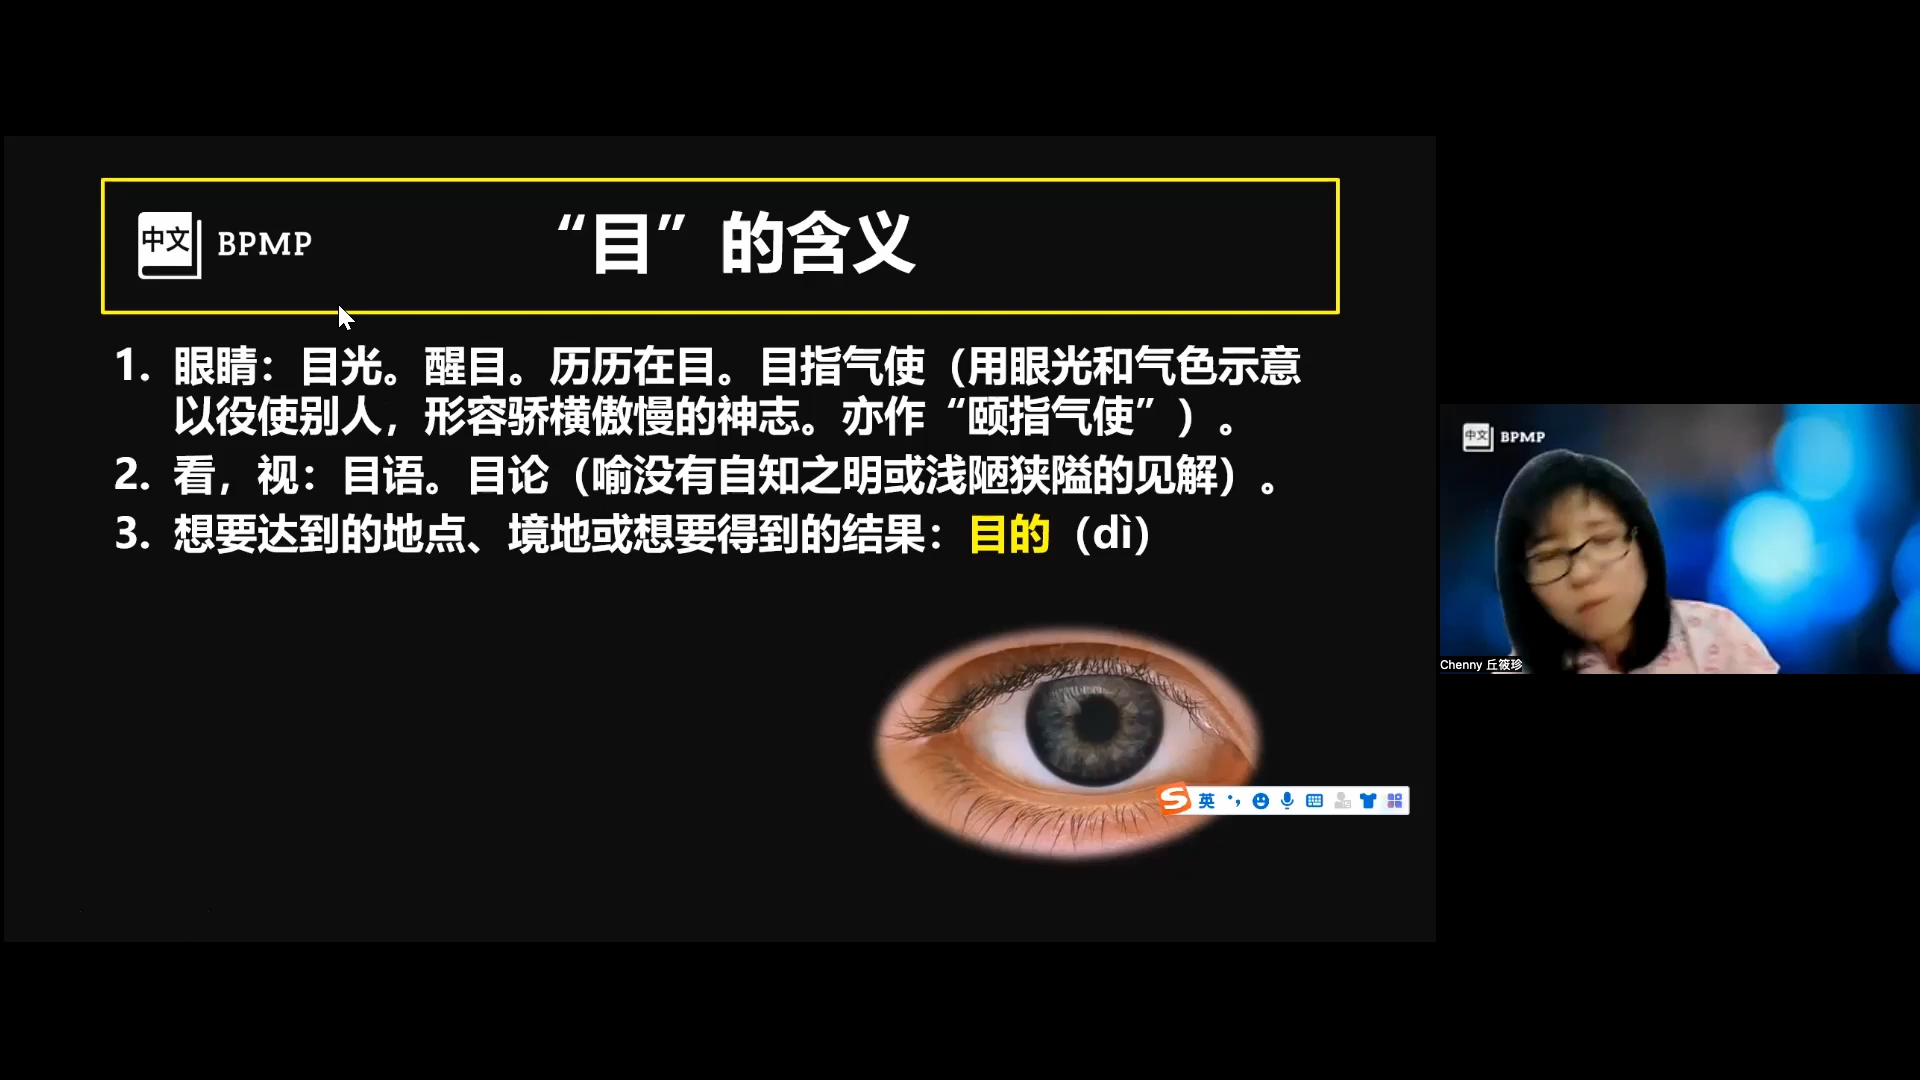 中文 BPMP
“目”的含义
1. 眼睛：目光。醒目。历历在目。目指气使（用眼光和气色示意
以役使别人，形容骄横傲慢的神志。亦作“颐指气使”）。
2. 看，视：目语。目论（喻没有自知之明或浅陋狭隘的见解）。
3. 想要达到的地点、境地或想要得到的结果：目的（dì）
英
中文 BPMP
Chenny 丘筱珍